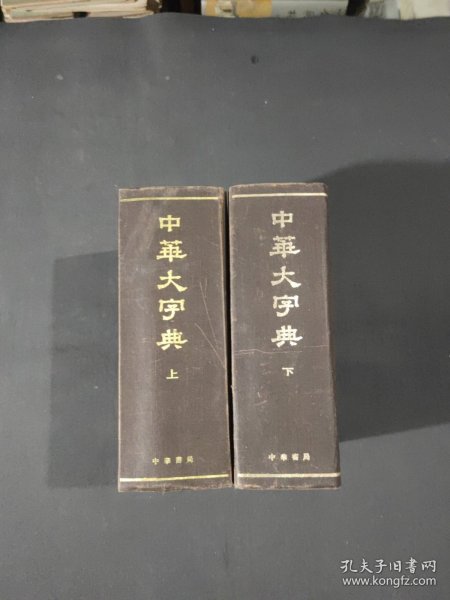 中華大字典
上
中華書局
中華大字典
下
中華書局
孔夫子旧书网
www.kongfz.com